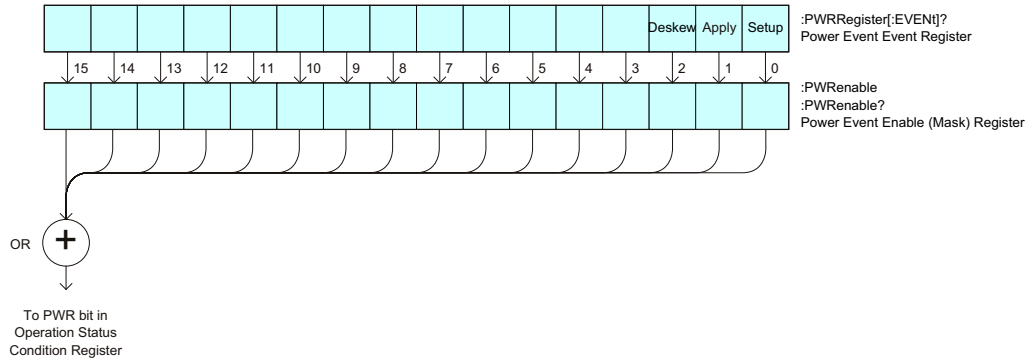 Deskew Apply Setup
:PWRRegister[:EVENt]?
Power Event Event Register
15 14 13 12 11 10 9 8 7 6 5 4 3 2 1 0
:PWRenable
:PWRenable?
Power Event Enable (Mask) Register
OR +
To PWR bit in
Operation Status
Condition Register